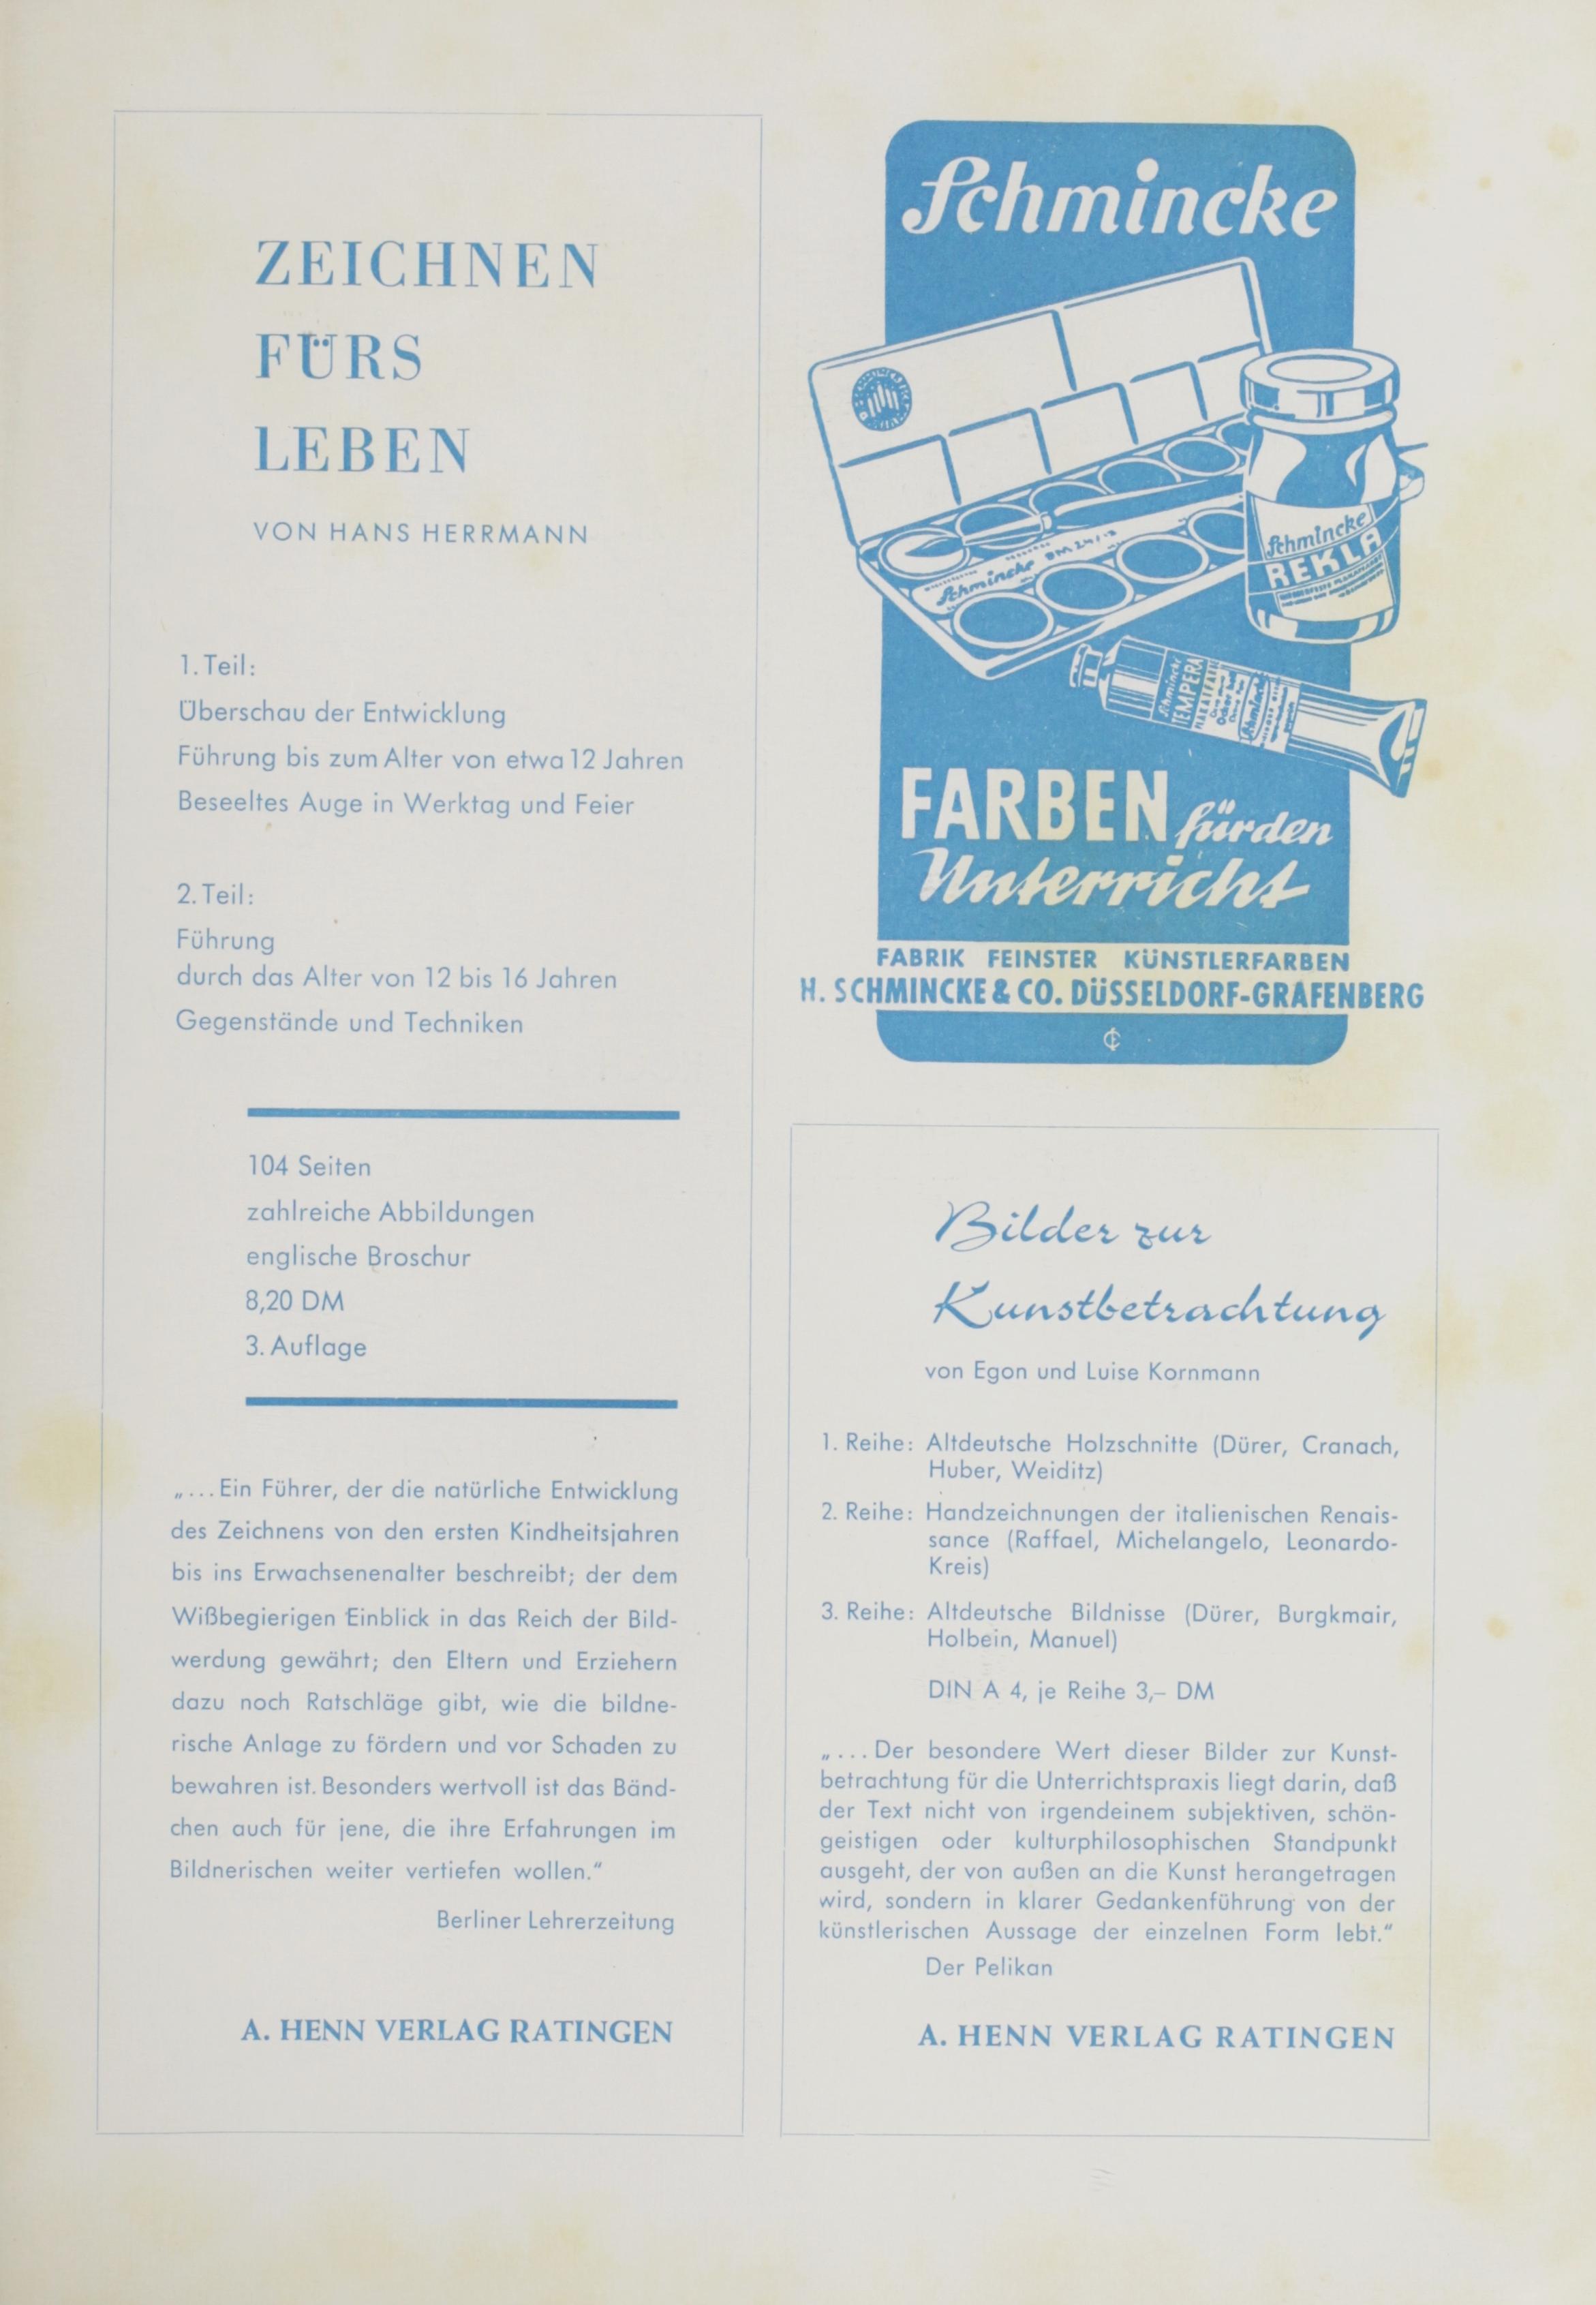 ZEICHNEN
FÜRS
LEBEN
VON HANS HERRMANN
1. Teil:
Überschau der Entwicklung
Führung bis zum Alter von etwa 12 Jahren
Beseeltes Auge in Werktag und Feier
2. Teil:
Führung
durch das Alter von 12 bis 16 Jahren
Gegenstände und Techniken
104 Seiten
zahlreiche Abbildungen
englische Broschur
8,20 DM
3. Auflage
„... Ein Führer, der die natürliche Entwicklung
des Zeichnens von den ersten Kindheitsjahren
bis ins Erwachsenenalter beschreibt; der dem
Wißbegierigen Einblick in das Reich der Bild-
werdung gewährt; den Eltern und Erziehern
dazu noch Ratschläge gibt, wie die bildne-
rische Anlage zu fördern und vor Schaden zu
bewahren ist. Besonders wertvoll ist das Bänd-
chen auch für jene, die ihre Erfahrungen im
Bildnerischen weiter vertiefen wollen.“
Berliner Lehrerzeitung
A. HENN VERLAG RATINGEN
Schmincke
Schmincke
Schmincke
REKLA
Schmincke
TEMPERA
FARBEN für den
Unterricht
FABRIK FEINSTER KÜNSTLERFARBEN
H. SCHMINCKE & CO. DÜSSELDORF-GRAFENBERG
Bilder zur
Kunstbetrachtung
von Egon und Luise Kornmann
1. Reihe: Altdeutsche Holzschnitte (Dürer, Cranach,
Huber, Weiditz)
2. Reihe: Handzeichnungen der italienischen Renais-
sance (Raffael, Michelangelo, Leonardo-
Kreis)
3. Reihe: Altdeutsche Bildnisse (Dürer, Burgkmair,
Holbein, Manuel)
DIN A 4, je Reihe 3,– DM
„... Der besondere Wert dieser Bilder zur Kunst-
betrachtung für die Unterrichtspraxis liegt darin, daß
der Text nicht von irgendeinem subjektiven, schön-
geistigen oder kulturphilosophischen Standpunkt
ausgeht, der von außen an die Kunst herangetragen
wird, sondern in klarer Gedankenführung von der
künstlerischen Aussage der einzelnen Form lebt.“
Der Pelikan
A. HENN VERLAG RATINGEN